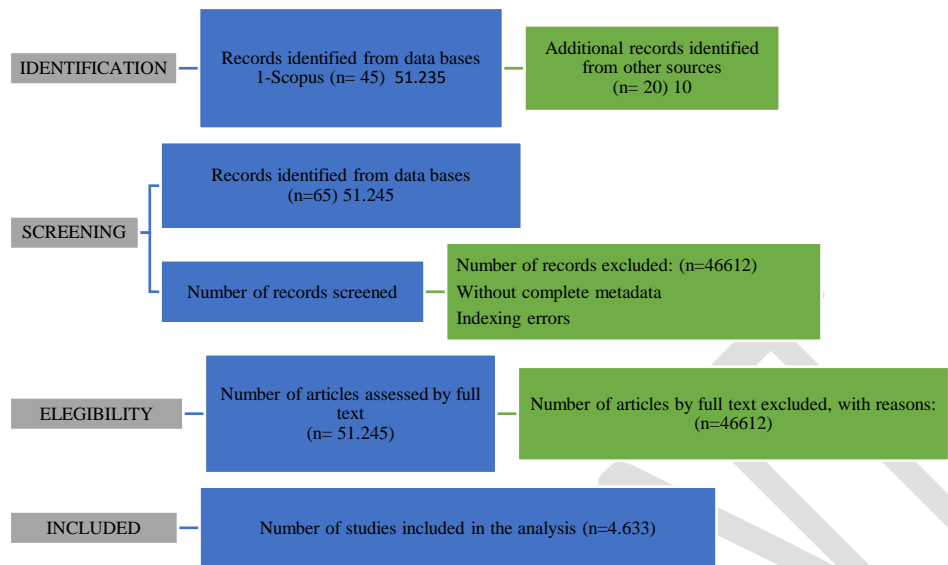 IDENTIFICATION
Records identified from data bases
1-Scopus (n= 45) 51.235
Additional records identified
from other sources
(n= 20) 10
SCREENING
Records identified from data bases
(n=65) 51.245
Number of records screened
Number of records excluded: (n=46612)
Without complete metadata
Indexing errors
ELEGIBILITY
Number of articles assessed by full
text
(n= 51.245)
Number of articles by full text excluded, with reasons:
(n=46612)
INCLUDED
Number of studies included in the analysis (n=4.633)